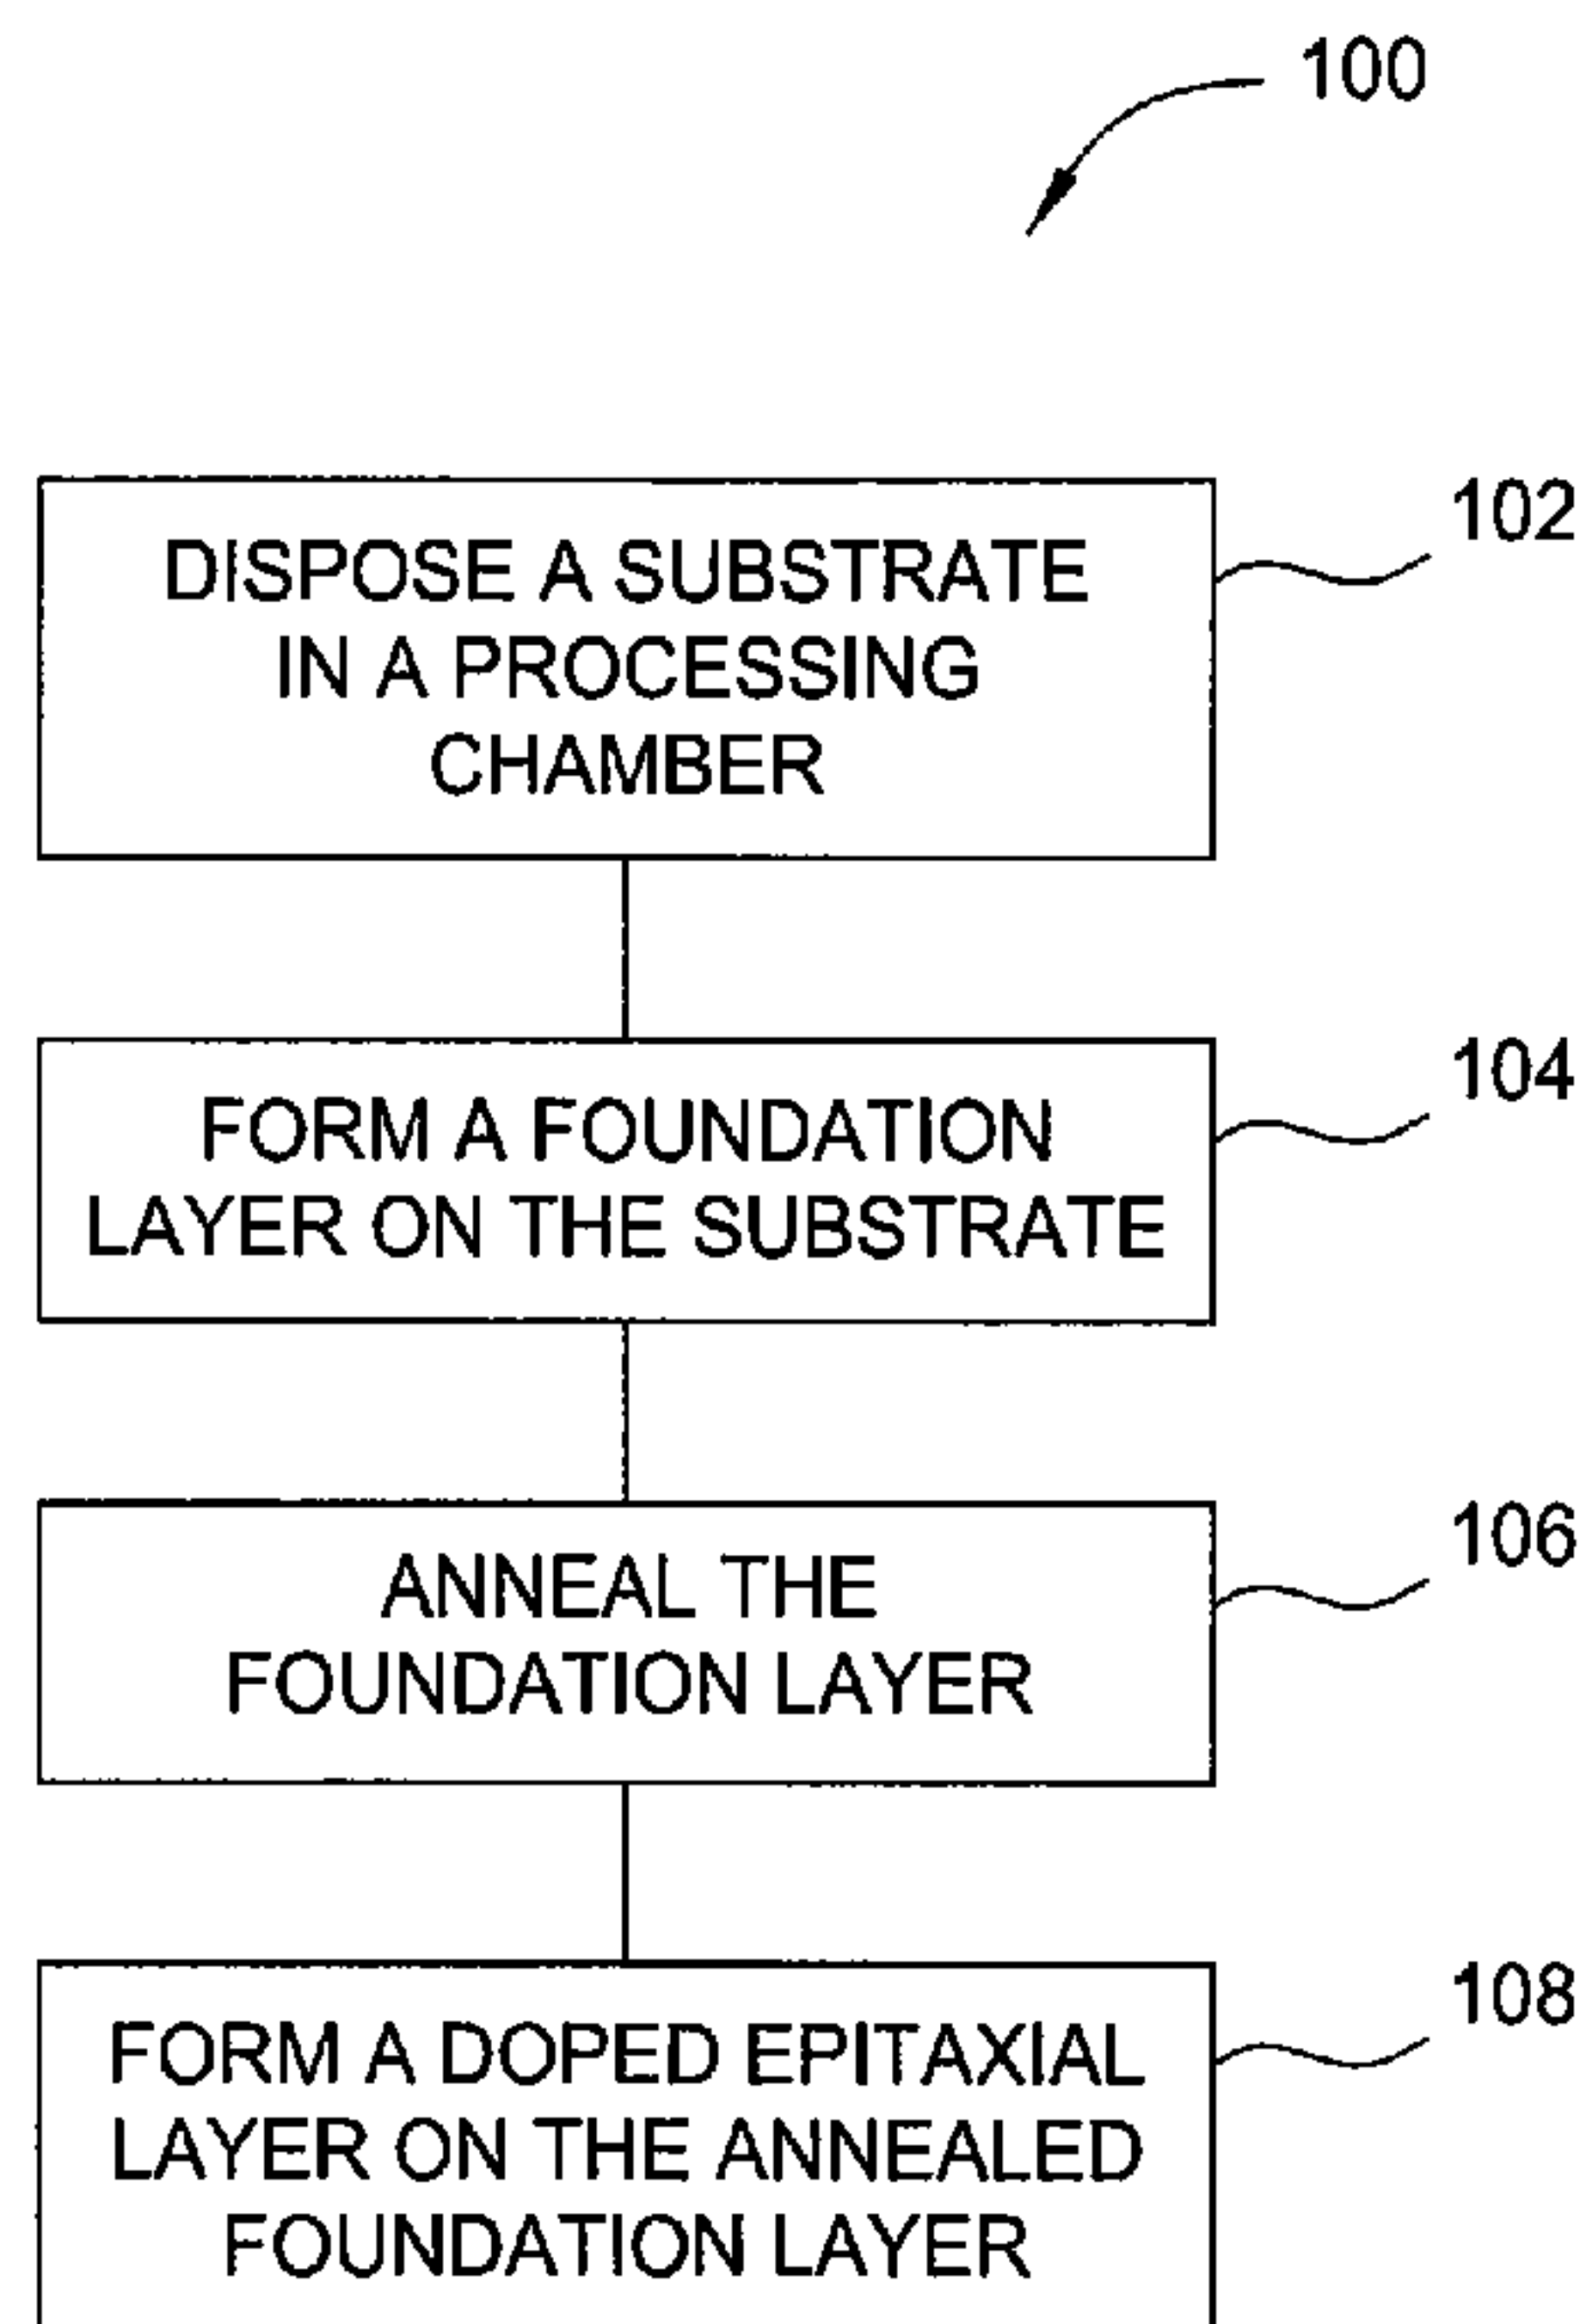 100
DISPOSE A SUBSTRATE
IN A PROCESSING
CHAMBER
102
FORM A FOUNDATION
LAYER ON THE SUBSTRATE
104
ANNEAL THE
FOUNDATION LAYER
106
FORM A DOPED EPITAXIAL
LAYER ON THE ANNEALED
FOUNDATION LAYER
108